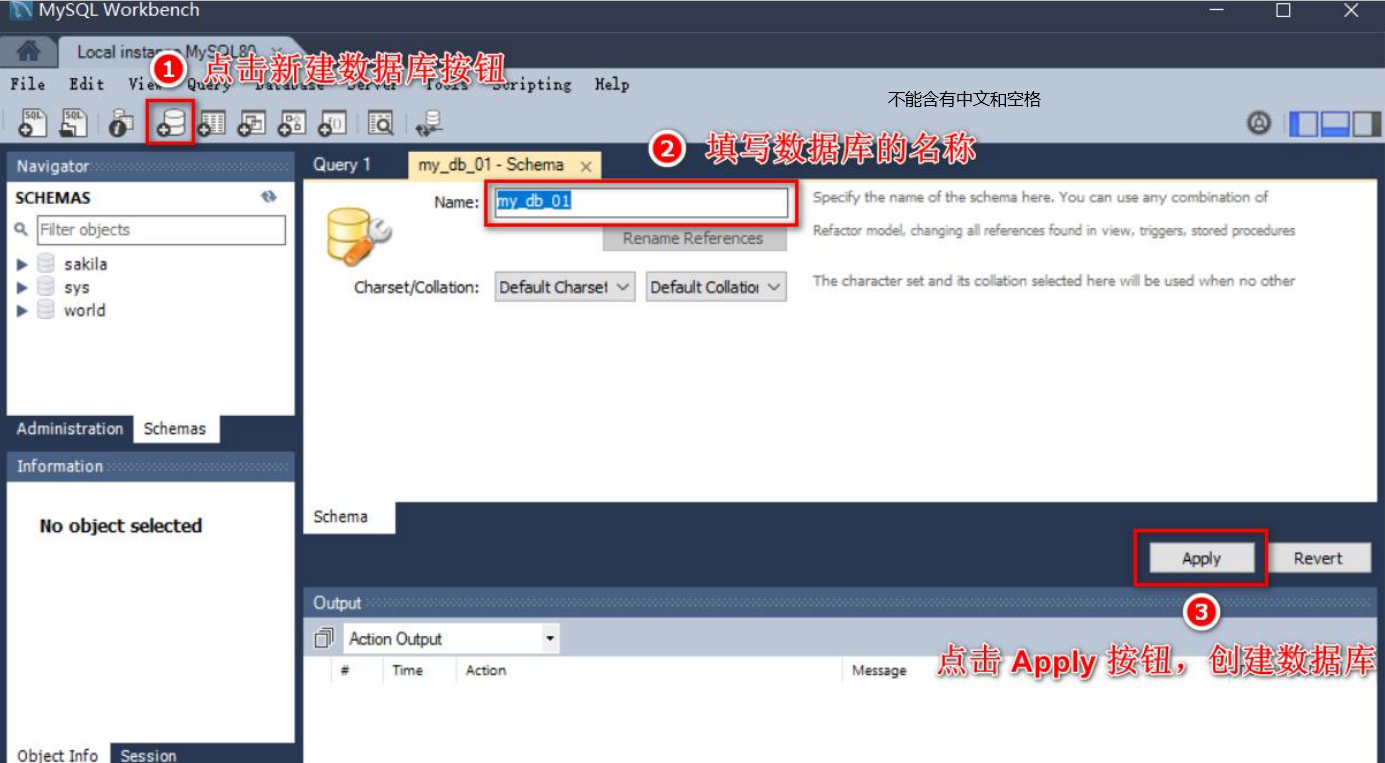 MySQL Workbench
Local instance MySQL80
① 点击新建数据库按钮
File Edit View Query Database Server Tools Scripting Help
不能含有中文和空格
② 填写数据库的名称
Navigator
Query 1
my_db_01 - Schema
SCHEMAS
Name: my_db_01
Specify the name of the schema here. You can use any combination of
Filter objects
Rename References
Refactor model, changing all references found in view, triggers, stored procedures
sakila
sys
world
Charset/Collation: Default Charset Default Collation
The character set and its collation selected here will be used when no other
Administration Schemas
Information
No object selected
Schema
Apply Revert
Output
③
Action Output
点击 Apply 按钮，创建数据库
# Time Action Message
Object Info Session